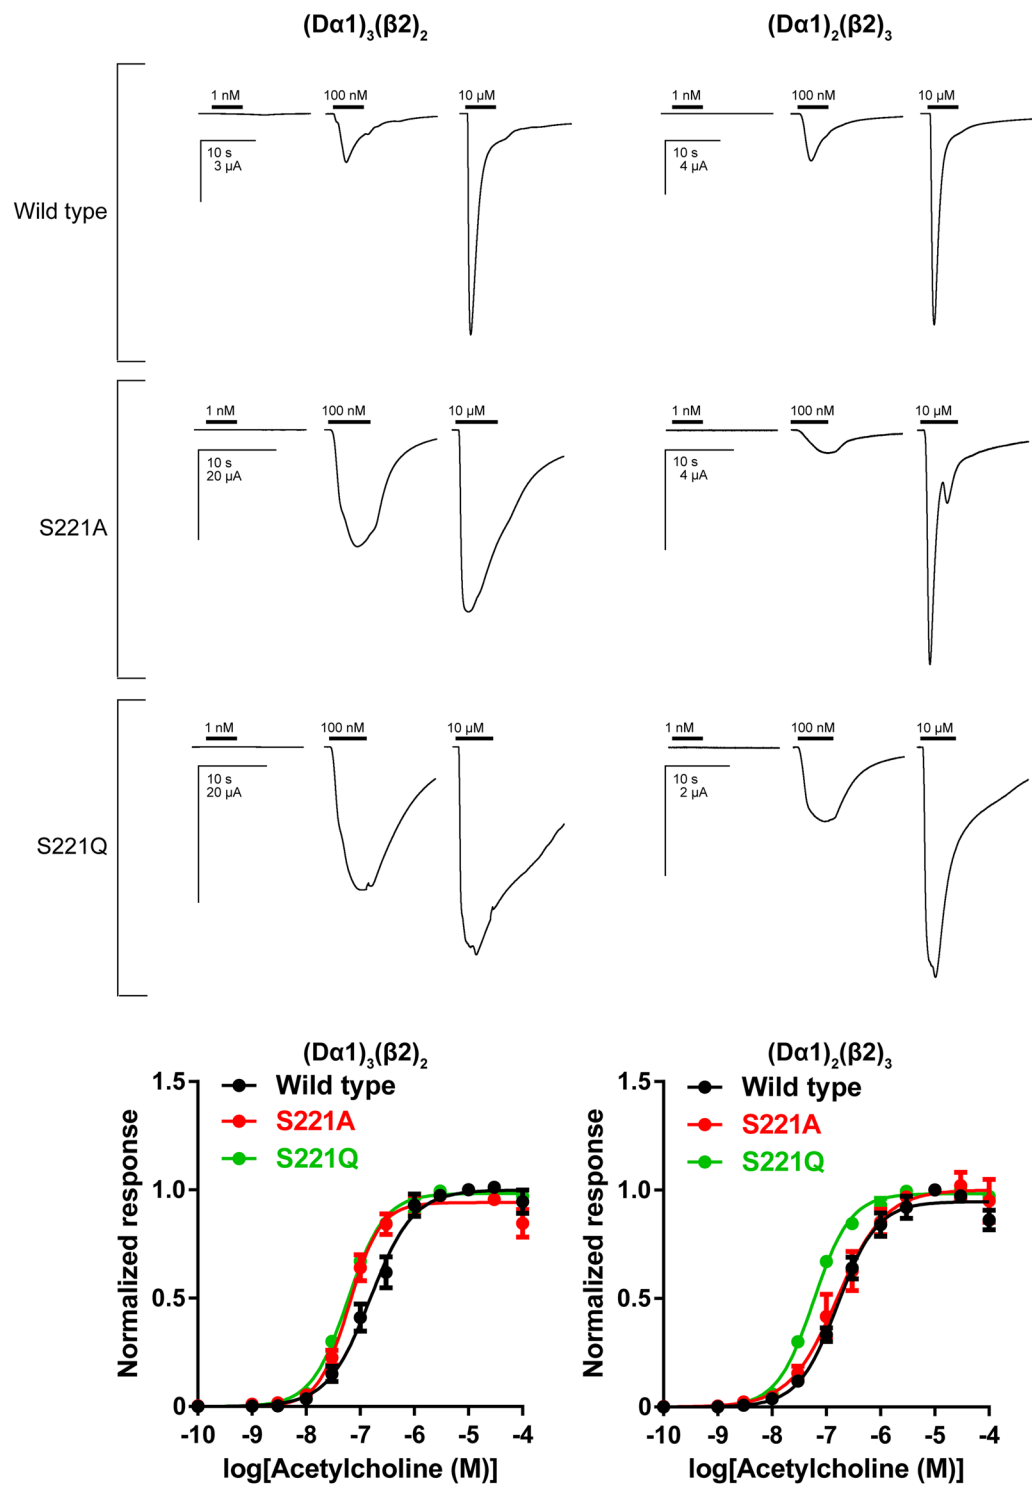 (Dα1)₃(β2)₂ (Dα1)₂(β2)₃
Wild type
1 nM 100 nM 10 µM 1 nM 100 nM 10 µM
10 s 10 s
3 µA 4 µA
S221A
1 nM 100 nM 10 µM 1 nM 100 nM 10 µM
10 s 10 s
20 µA 4 µA
S221Q
1 nM 100 nM 10 µM 1 nM 100 nM 10 µM
10 s 10 s
20 µA 2 µA
(Dα1)₃(β2)₂
Wild type
S221A
S221Q
Normalized response
1.5
1.0
0.5
0
-10 -9 -8 -7 -6 -5 -4
log[Acetylcholine (M)]
(Dα1)₂(β2)₃
Wild type
S221A
S221Q
Normalized response
1.5
1.0
0.5
0
-10 -9 -8 -7 -6 -5 -4
log[Acetylcholine (M)]